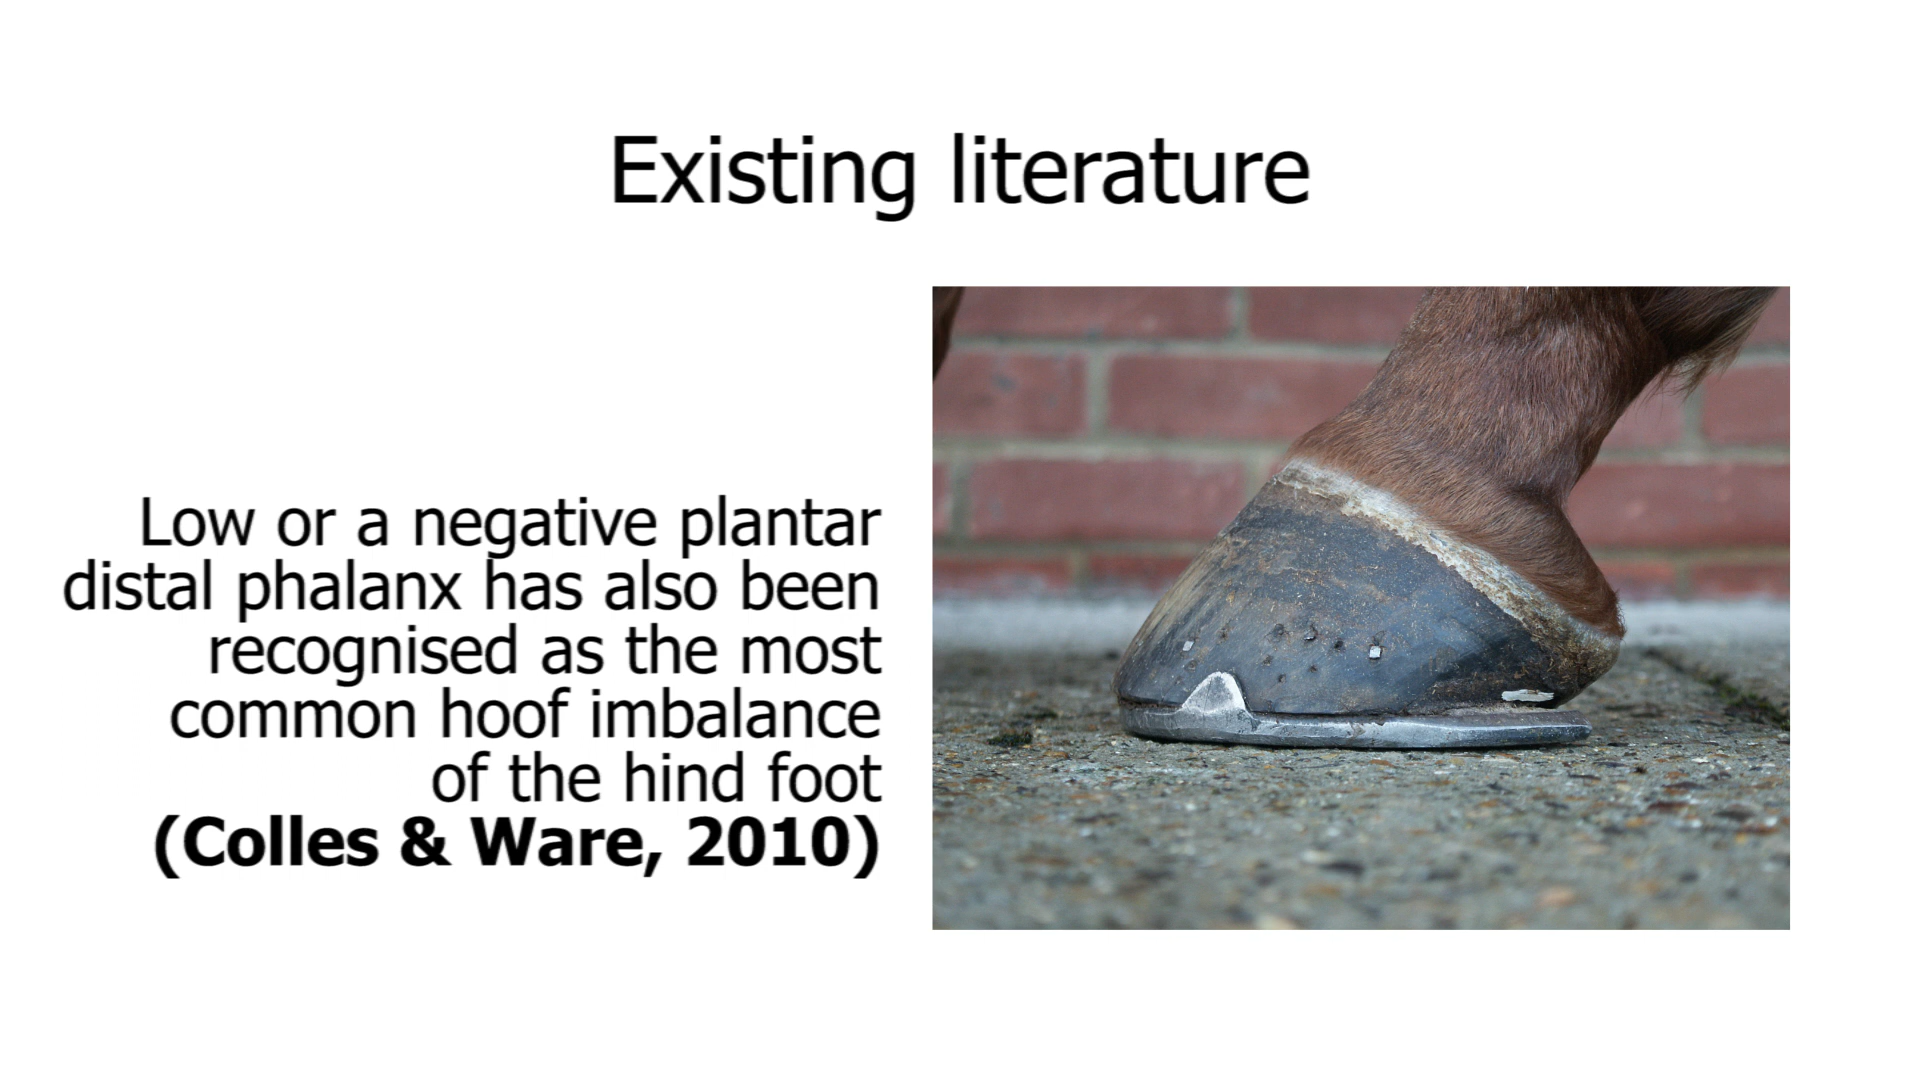 Existing literature
Low or a negative plantar
distal phalanx has also been
recognised as the most
common hoof imbalance
of the hind foot
(Colles & Ware, 2010)